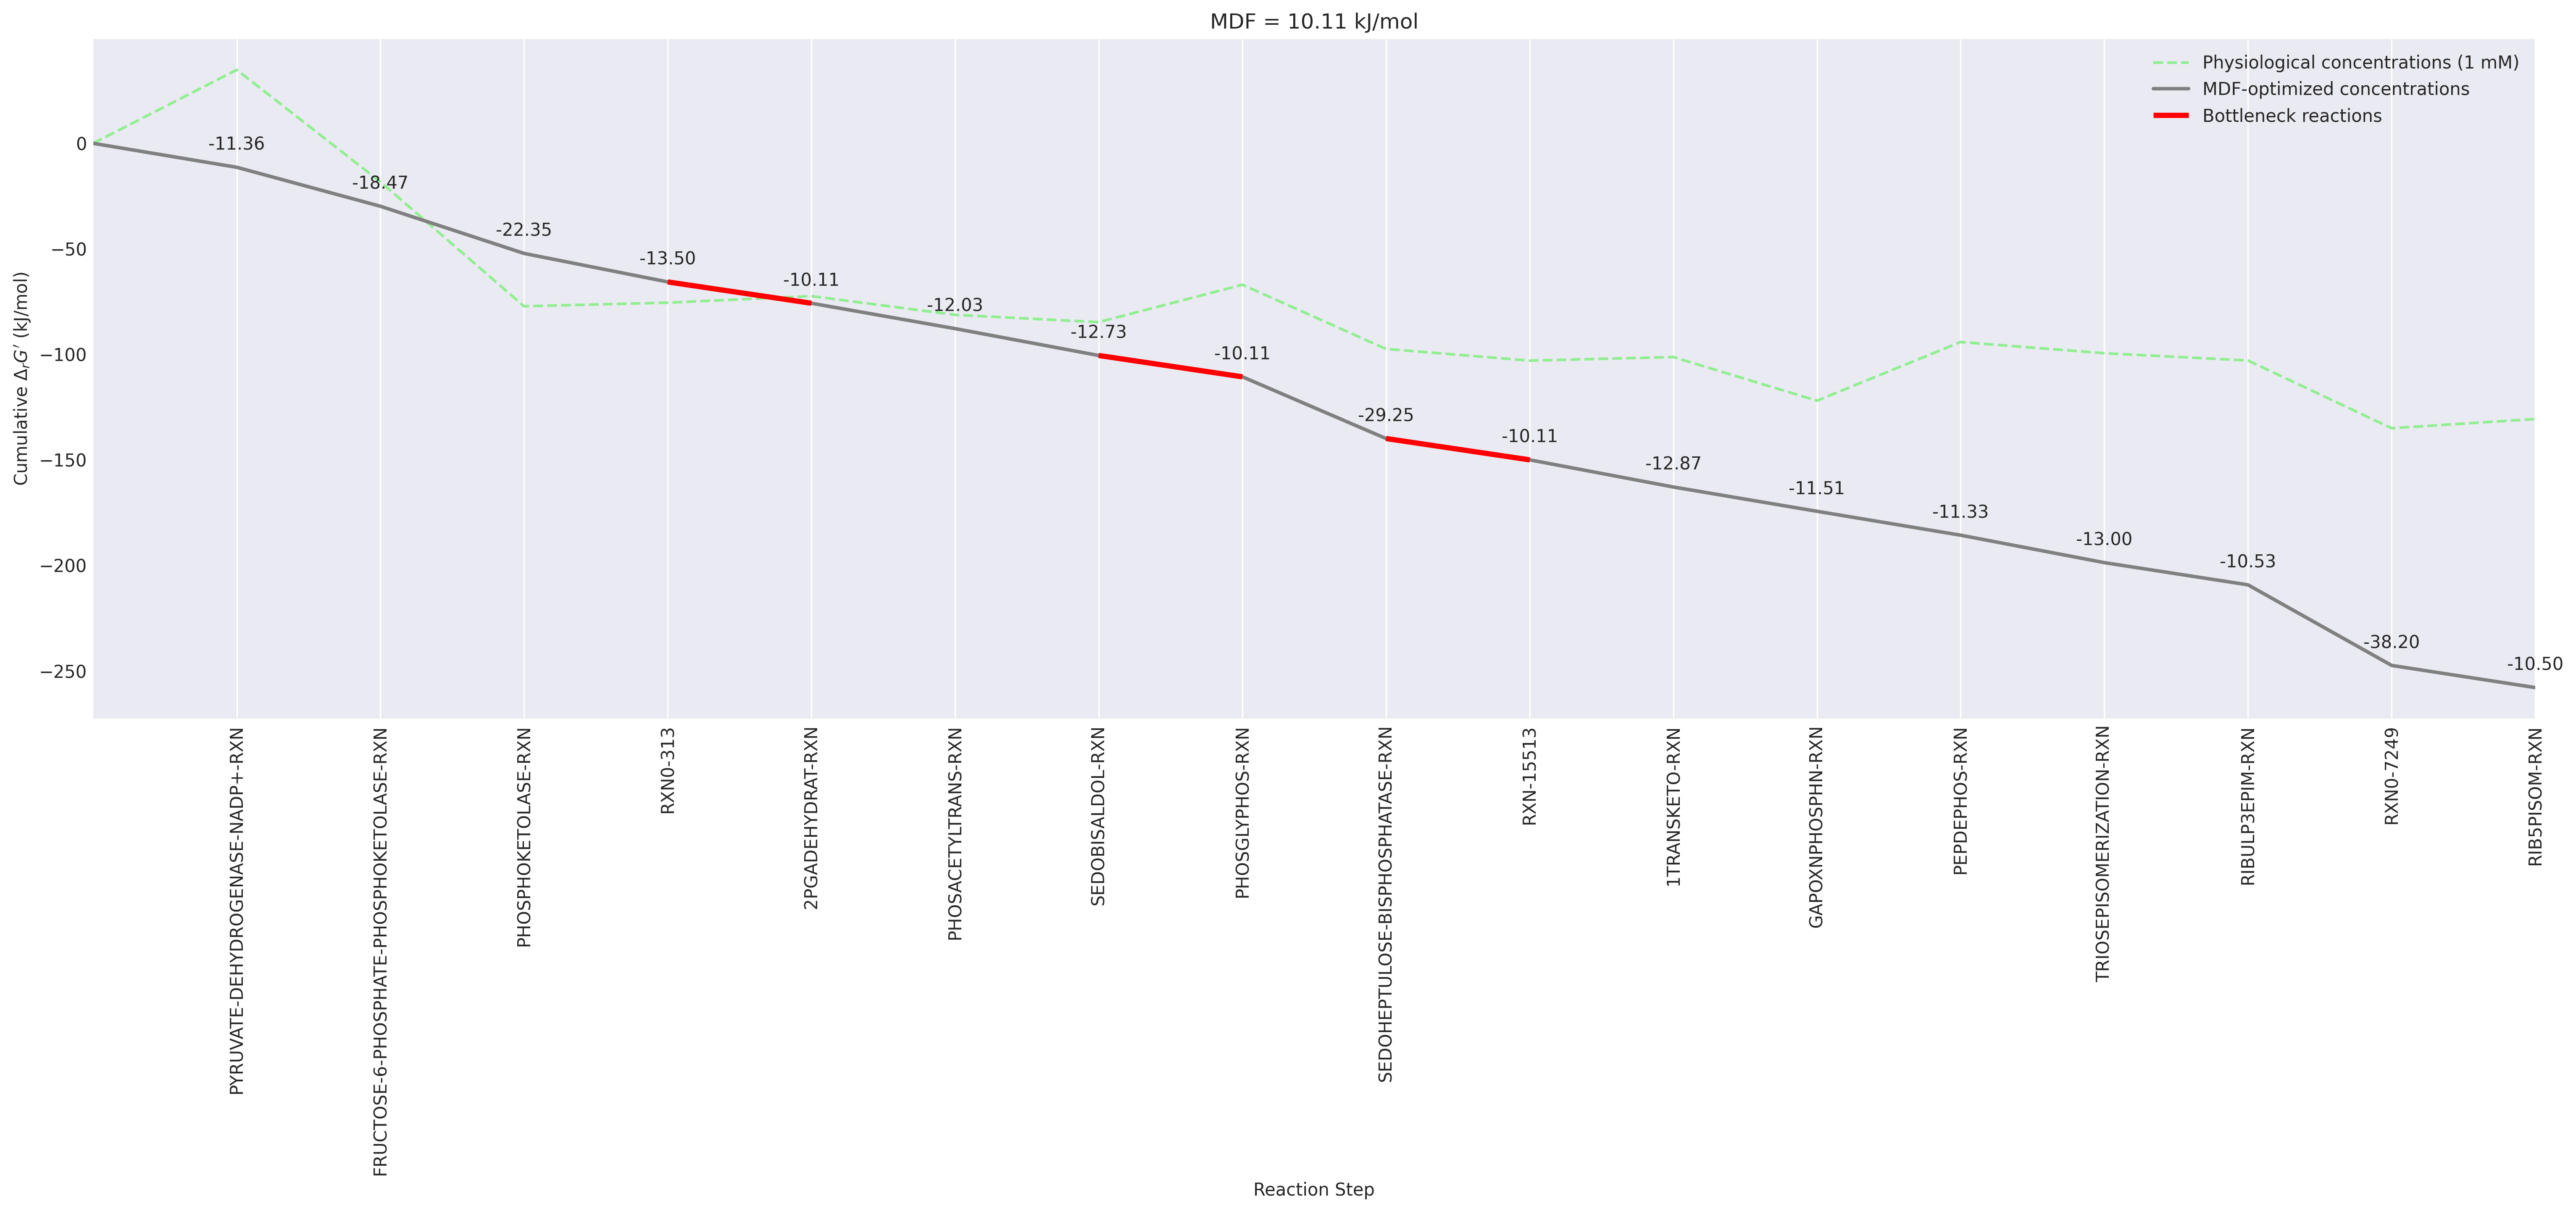 MDF = 10.11 kJ/mol
Physiological concentrations (1 mM)
MDF-optimized concentrations
Bottleneck reactions
Cumulative ΔrG′ (kJ/mol)
0
−50
−100
−150
−200
−250
-11.36
-18.47
-22.35
-13.50
-10.11
-12.03
-12.73
-10.11
-29.25
-10.11
-12.87
-11.51
-11.33
-13.00
-10.53
-38.20
-10.50
PYRUVATE-DEHYDROGENASE-NADP+-RXN
FRUCTOSE-6-PHOSPHATE-PHOSPHOKETOLASE-RXN
PHOSPHOKETOLASE-RXN
RXN0-313
2PGADEHYDRAT-RXN
PHOSACETYLTRANS-RXN
SEDOBISALDOL-RXN
PHOSGLYPHOS-RXN
SEDOHEPTULOSE-BISPHOSPHATASE-RXN
RXN-15513
1TRANSKETO-RXN
GAPOXNPHOSPHN-RXN
PEPDEPHOS-RXN
TRIOSEPISOMERIZATION-RXN
RIBULP3EPIM-RXN
RXN0-7249
RIB5PISOM-RXN
Reaction Step